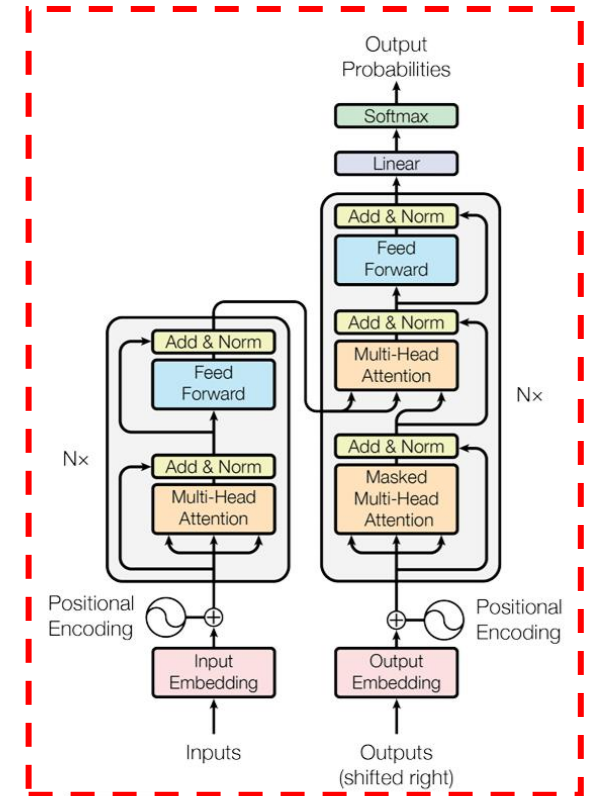 Output
Probabilities
Softmax
Linear
Add & Norm
Feed
Forward
Add & Norm
Multi-Head
Attention
Add & Norm
Masked
Multi-Head
Attention
N×
Add & Norm
Feed
Forward
Add & Norm
Multi-Head
Attention
N×
Positional
Encoding
Positional
Encoding
Input
Embedding
Output
Embedding
Inputs
Outputs
(shifted right)